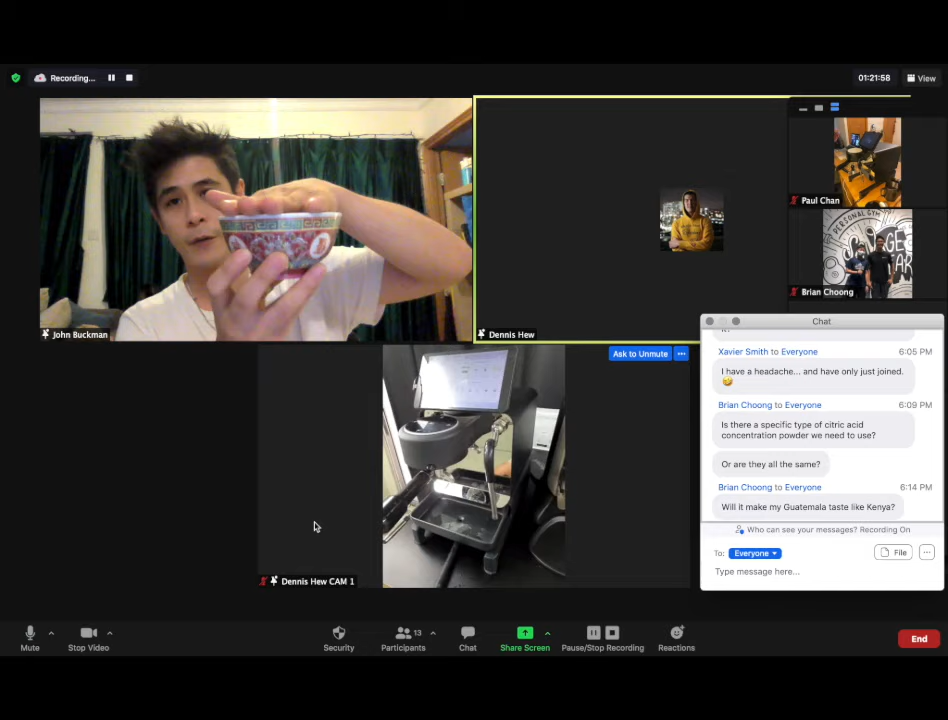 Recording...
01:21:58
View
John Buckman
Dennis Hew
Paul Chan
PERSONAL GYM
Brian Choong
Ask to Unmute
...
Dennis Hew CAM 1
Chat
Xavier Smith to Everyone
6:05 PM
I have a headache... and have only just joined.
🤣
Brian Choong to Everyone
6:09 PM
Is there a specific type of citric acid
concentration powder we need to use?
Or are they all the same?
Brian Choong to Everyone
6:14 PM
Will it make my Guatemala taste like Kenya?
Who can see your messages? Recording On
To:
Everyone
File
...
Type message here...
Mute
Stop Video
Security
13
Participants
Chat
Share Screen
Pause/Stop Recording
Reactions
End